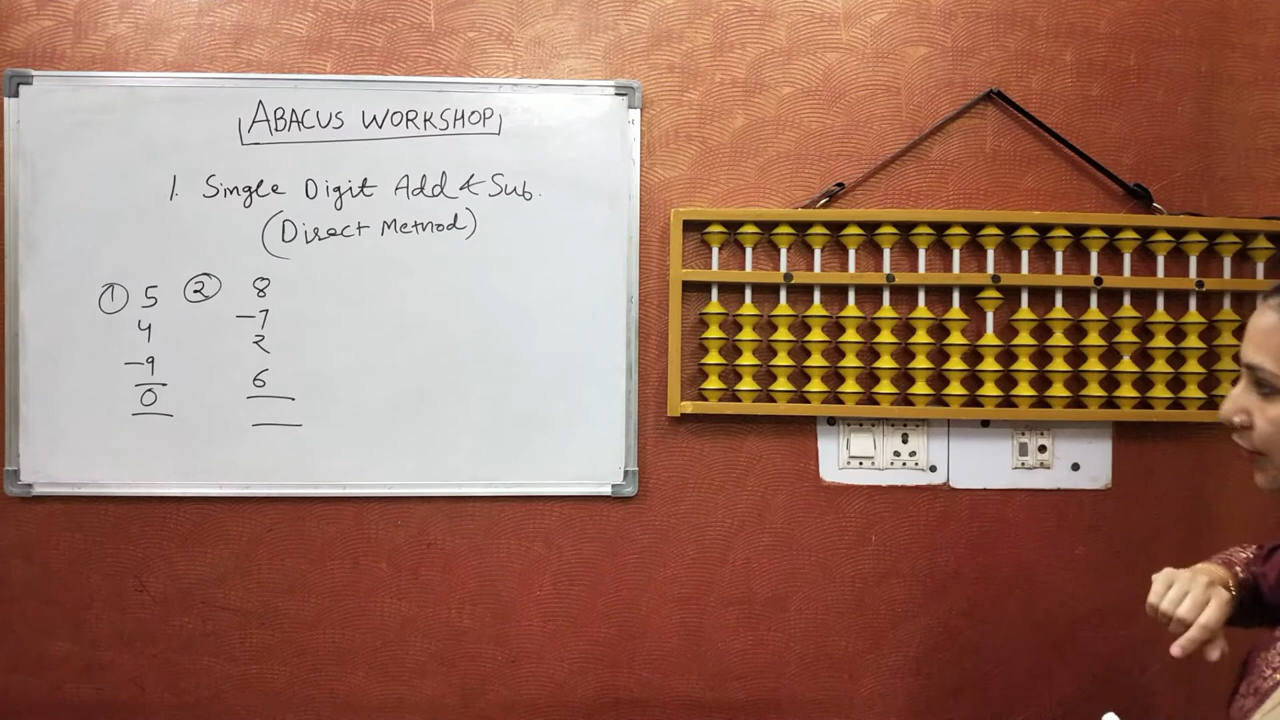 ABACUS WORKSHOP
1. Single Digit Add & Sub.
(Direct Method)
① 5 ② 8
4 -7
-9 2
0 6